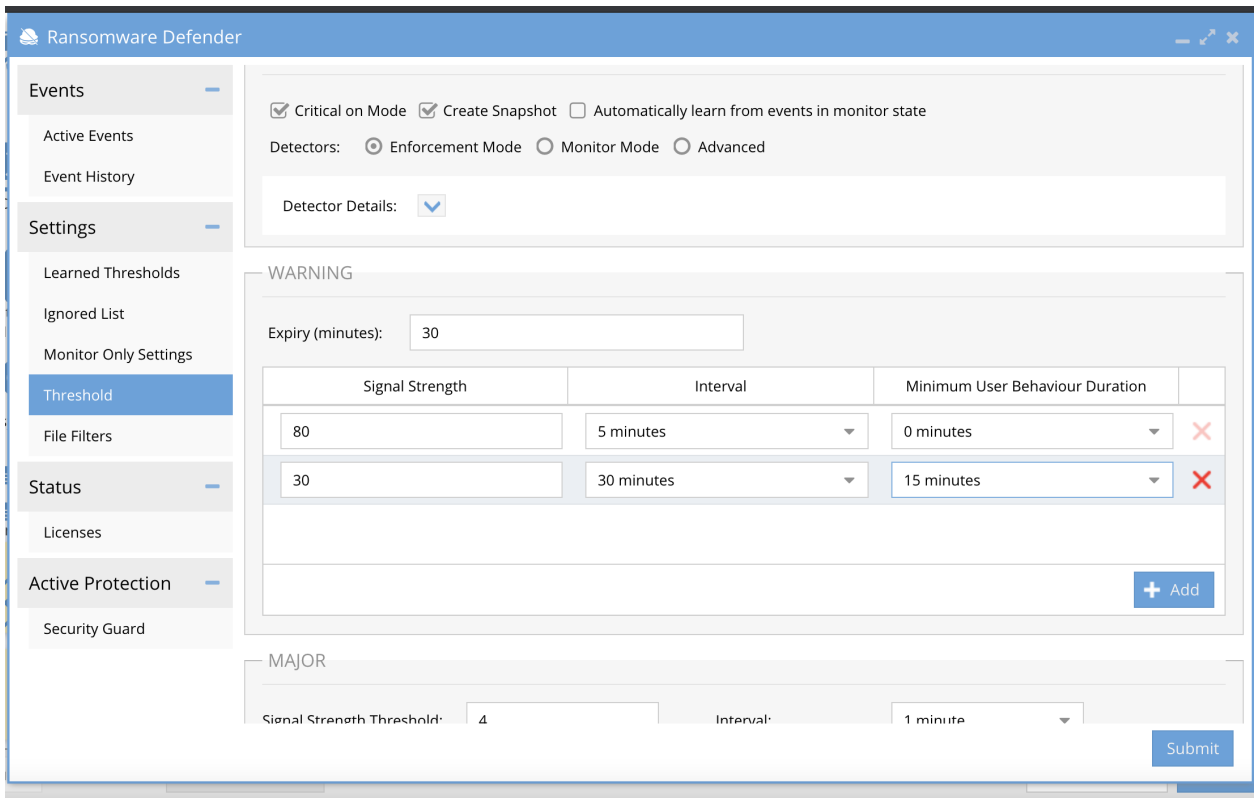 Ransomware Defender
Events
Active Events
Event History
Settings
Learned Thresholds
Ignored List
Monitor Only Settings
Threshold
File Filters
Status
Licenses
Active Protection
Security Guard
Critical on Mode Create Snapshot Automatically learn from events in monitor state
Detectors: Enforcement Mode Monitor Mode Advanced
Detector Details:
WARNING
Expiry (minutes): 30
Signal Strength Interval Minimum User Behaviour Duration
80 5 minutes 0 minutes
30 30 minutes 15 minutes
Add
MAJOR
Signal Strength Threshold: 4 Interval: 1 minute
Submit